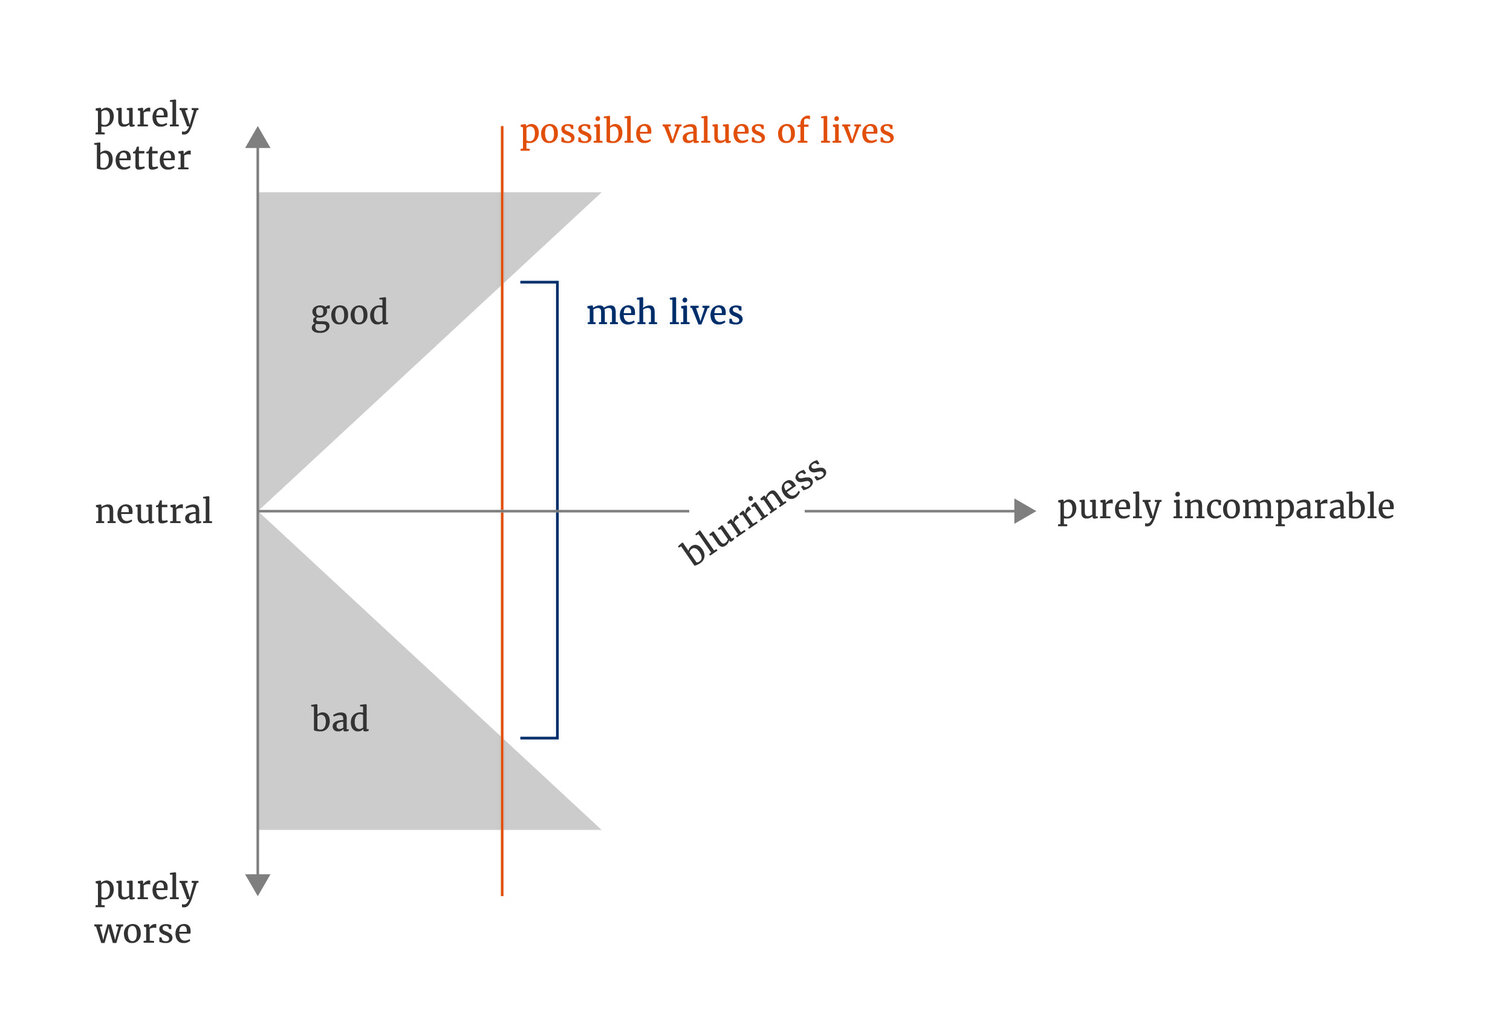 purely
better
possible values of lives
good
meh lives
blurriness
neutral
purely incomparable
bad
purely
worse